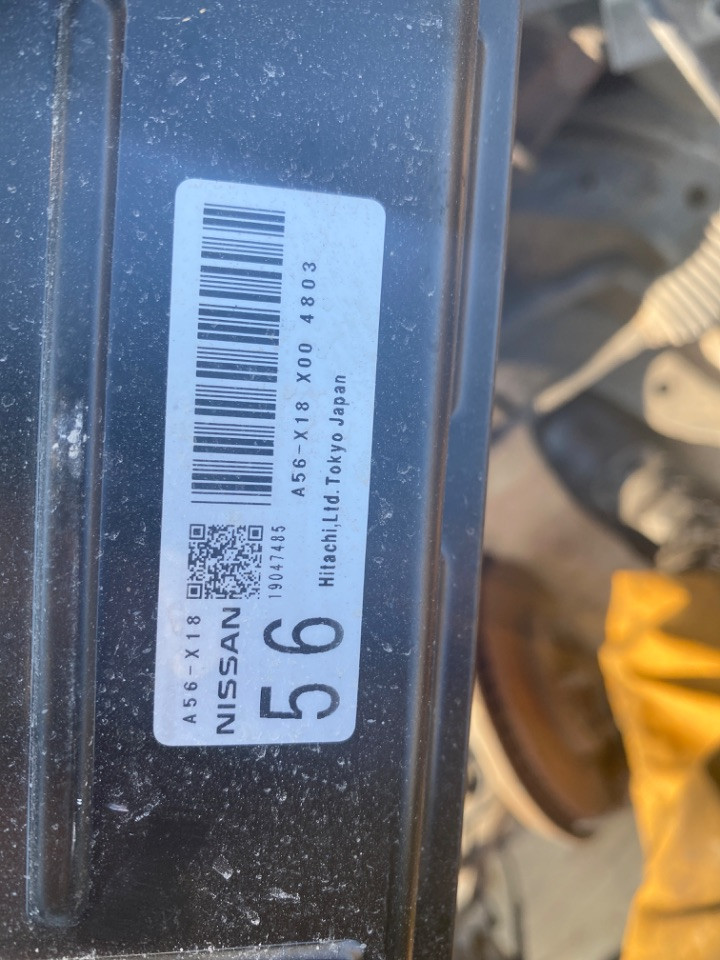 A56-X18
NISSAN
56
19047485
A56-X18 X00 4803
Hitachi,Ltd.Tokyo Japan